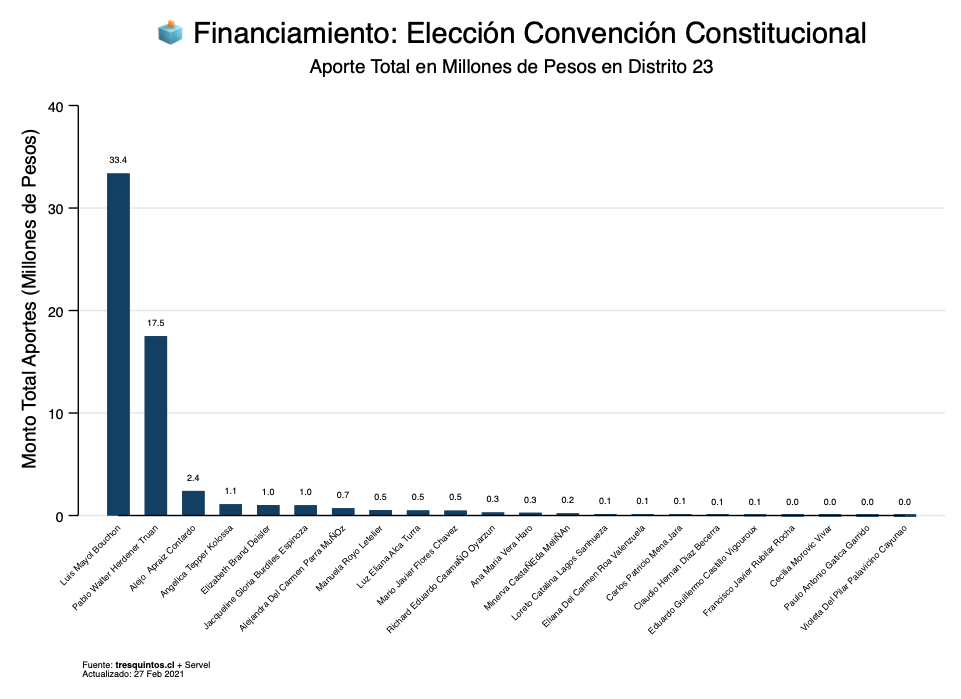 Financiamiento: Elección Convención Constitucional
Aporte Total en Millones de Pesos en Distrito 23
Monto Total Aportes (Millones de Pesos)
40
30
20
10
0
33.4
17.5
2.4
1.1
1.0
1.0
0.7
0.5
0.5
0.5
0.3
0.3
0.2
0.1
0.1
0.1
0.1
0.1
0.0
0.0
0.0
0.0
Luis Mayol Bouchon
Pablo Walter Herdener Truan
Alejo Apraiz Contardo
Angelica Tepper Kolossa
Elizabeth Brand Deisler
Jacqueline Gloria Burdiles Espinoza
Alejandra Del Carmen Parra MuÑOz
Manuela Royo Letelier
Luz Eliana Alca Turra
Mario Javier Flores Chavez
Richard Eduardo CaamaÑO Oyarzun
Ana Maria Vera Haro
Minerva CastaÑEda MeliÑAn
Loreto Catalina Lagos Sanhueza
Eliana Del Carmen Roa Valenzuela
Carlos Patricio Mena Jara
Claudio Hernan Diaz Becerra
Eduardo Guillermo Castillo Vigouroux
Francisco Javier Rubilar Rocha
Cecilia Morovic Vivar
Paulo Antonio Gatica Garrido
Violeta Del Pilar Palavicino Cayunao
Fuente: tresquintos.cl + Servel
Actualizado: 27 Feb 2021